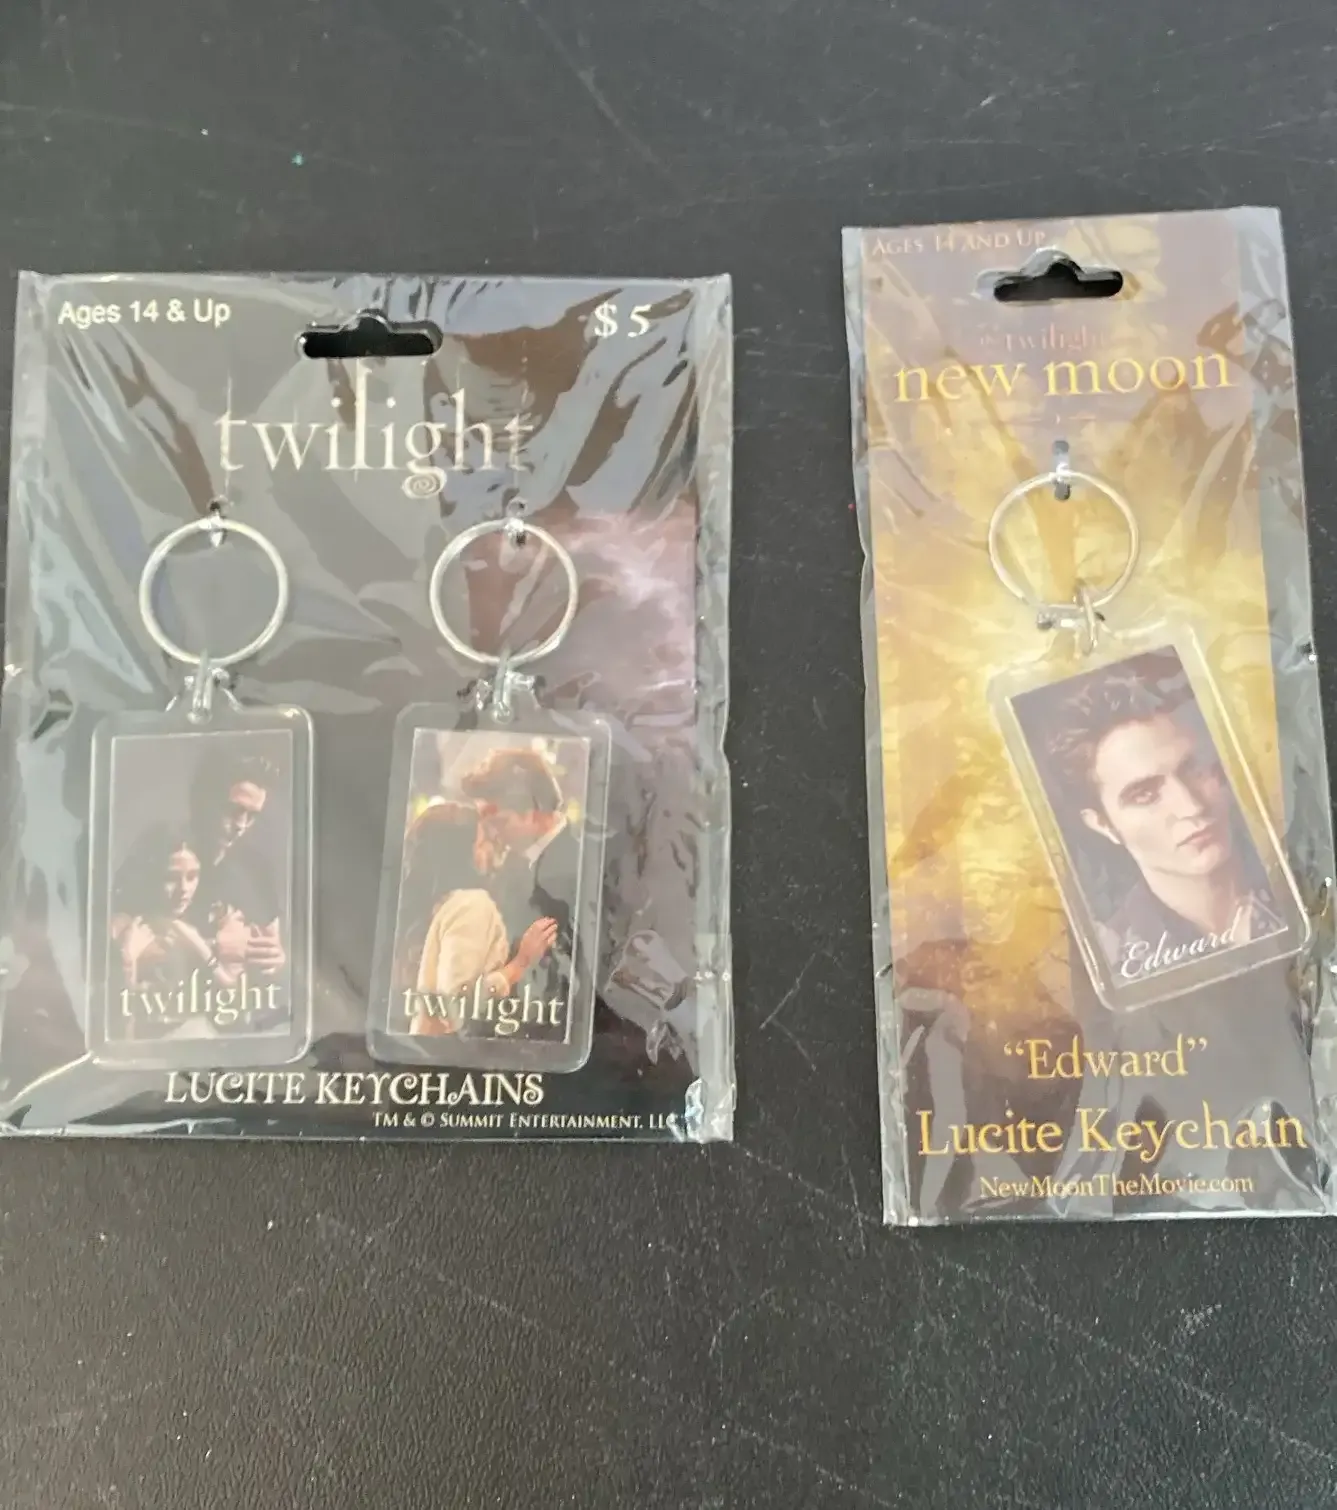 Ages 14 & Up
$5
twilight
twilight
twilight
LUCITE KEYCHAINS
TM & © SUMMIT ENTERTAINMENT, LLC
AGES 14 AND UP
twilight
new moon
Edward
“Edward”
Lucite Keychain
NewMoonTheMovie.com